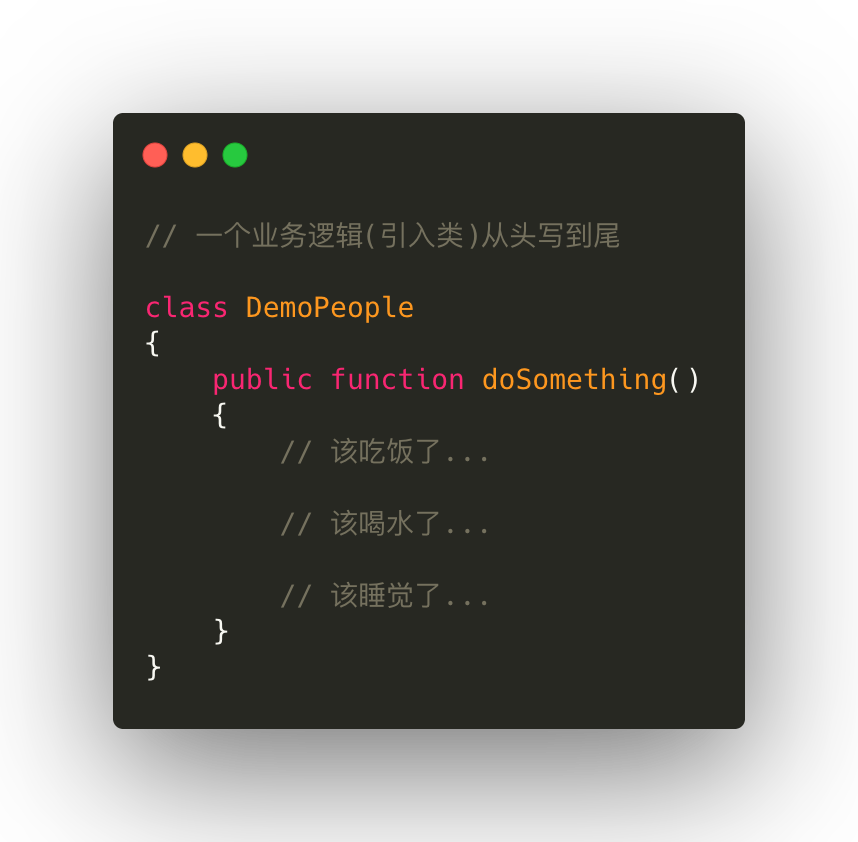 // 一个业务逻辑(引入类)从头写到尾
class DemoPeople
{
    public function doSomething()
    {
        // 该吃饭了...
        // 该喝水了...
        // 该睡觉了...
    }
}